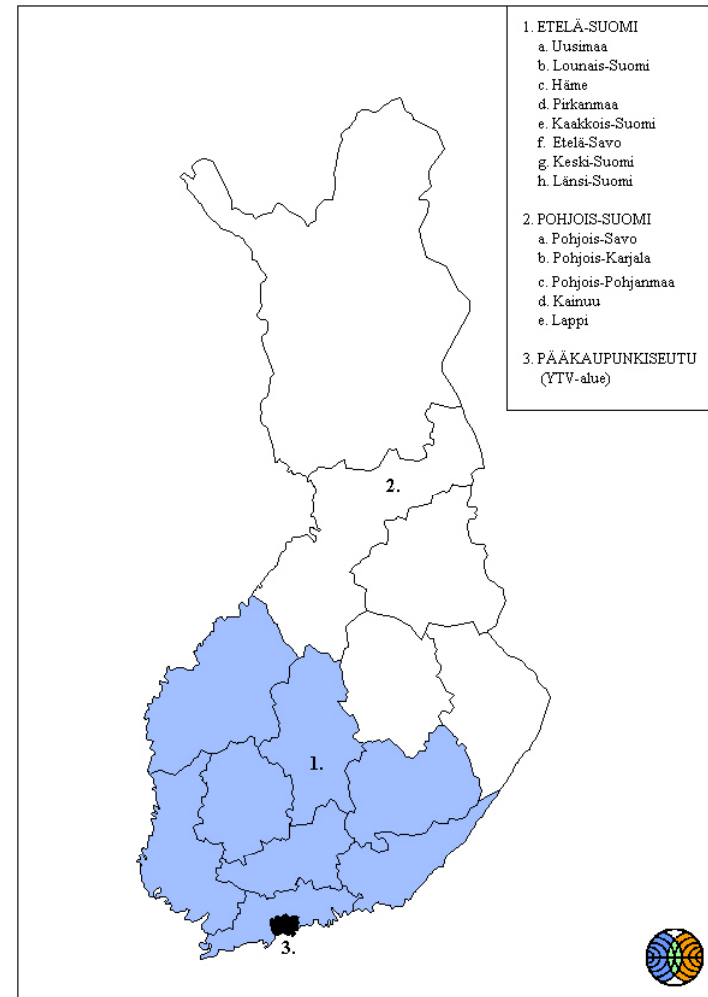 1. ETELÄ-SUOMI
a. Uusimaa
b. Lounais-Suomi
c. Häme
d. Pirkanmaa
e. Kaakkois-Suomi
f. Etelä-Savo
g. Keski-Suomi
h. Länsi-Suomi
2. POHJOIS-SUOMI
a. Pohjois-Savo
b. Pohjois-Karjala
c. Pohjois-Pohjanmaa
d. Kainuu
e. Lappi
3. PÄÄKAUPUNKISEUTU
(YTV-alue)
2.
1.
3.